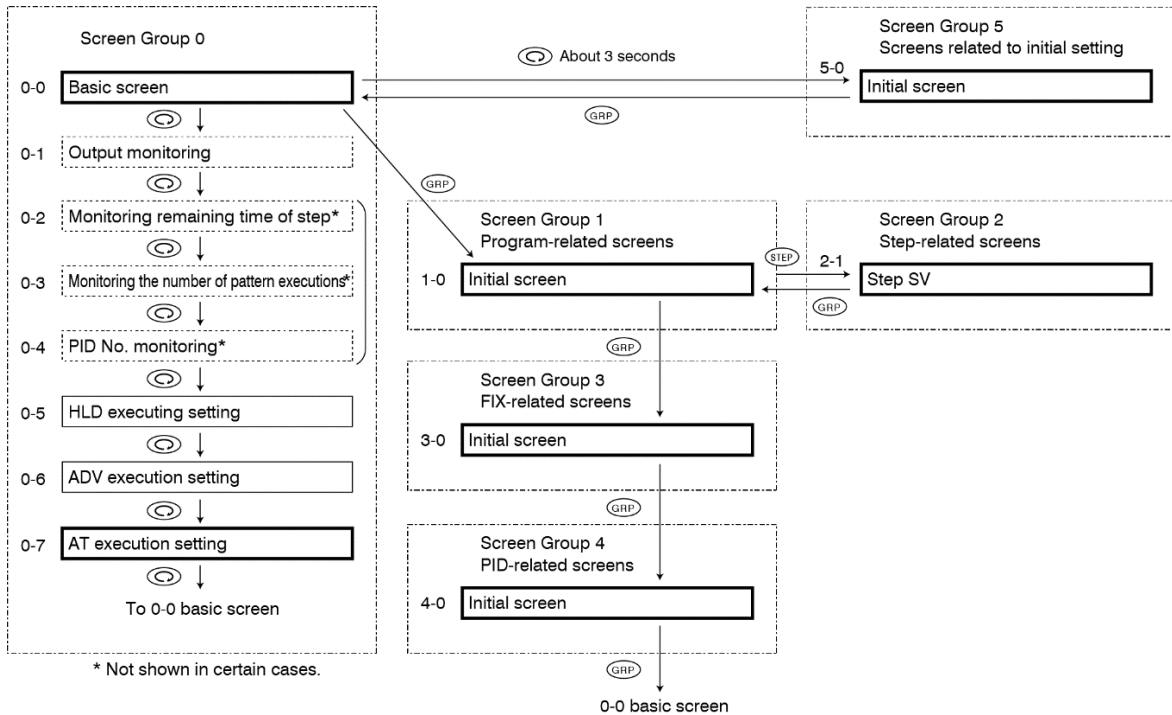 Screen Group 0
0-0 Basic screen
0-1 Output monitoring
0-2 Monitoring remaining time of step*
0-3 Monitoring the number of pattern executions*
0-4 PID No. monitoring*
0-5 HLD executing setting
0-6 ADV execution setting
0-7 AT execution setting
To 0-0 basic screen
* Not shown in certain cases.
About 3 seconds
GRP
Screen Group 5
Screens related to initial setting
5-0 Initial screen
GRP
Screen Group 1
Program-related screens
1-0 Initial screen
STEP
GRP
Screen Group 2
Step-related screens
2-1 Step SV
GRP
Screen Group 3
FIX-related screens
3-0 Initial screen
GRP
Screen Group 4
PID-related screens
4-0 Initial screen
GRP
0-0 basic screen